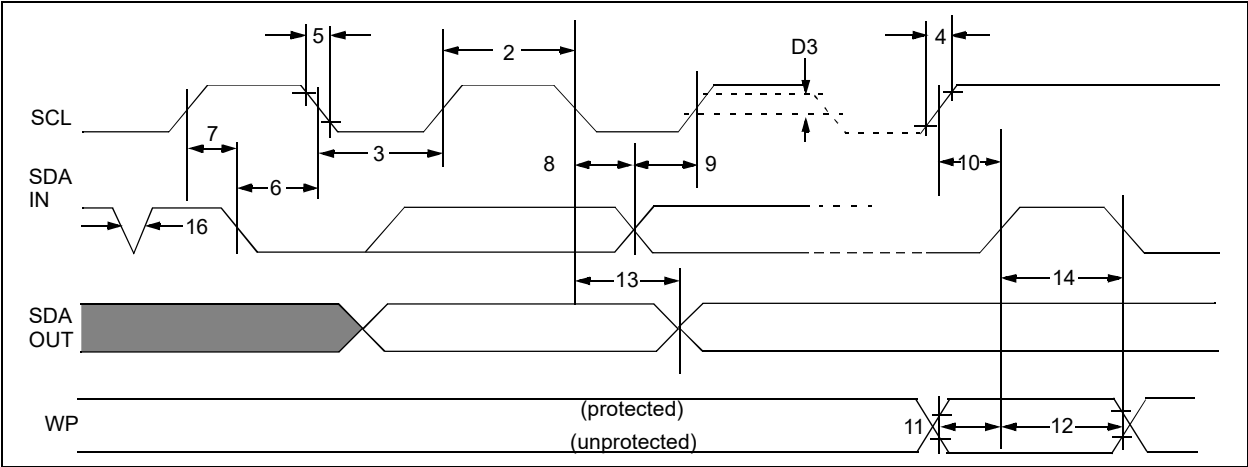 5
2
D3
4
SCL
7
3
8
9
10
SDA
IN
6
16
13
14
SDA
OUT
WP
(protected)
11
12
(unprotected)